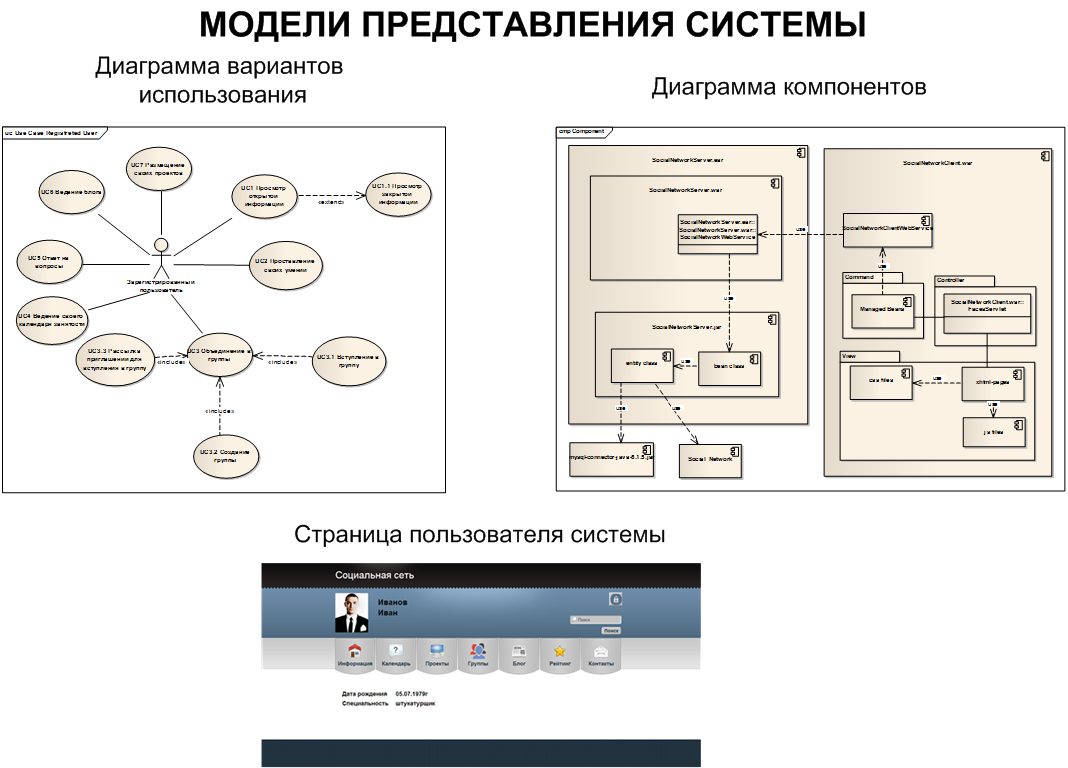 МОДЕЛИ ПРЕДСТАВЛЕНИЯ СИСТЕМЫ
Диаграмма вариантов
использования
uc Use Case Registreted User
UC7 Размещение
своих проектов
UC6 Ведение блога
UC1 Просмотр
открытой
информации
«extend»
UC1.1 Просмотр
закрытой
информации
UC5 Ответ на
вопросы
Зарегистрированный
пользователь
UC2 Проставление
своих умений
UC4 Ведение своего
календаря занятости
UC3.3 Рассылка
приглашений для
вступления в группу
«include»
UC3 Объединение в
группы
«include»
UC3.1 Вступление в
группу
«include»
UC3.2 Создание
группы
Диаграмма компонентов
cmp Component
SocialNetworkServer.ear
SocialNetworkServer.war
SocialNetworkServer.ear::
SocialNetworkServer.war::
SocialNetworkWebService
use
use
SocialNetworkServer.jar
entity class
use
bean class
use
use
mysql-connector-java-5.1.5.jar
Social_Network
SocialNetworkClient.war
SocialNetworkClientWebService
use
Command
Managed Beans
Controller
SocialNetworkClient.war::
FacesServlet
View
css files
use
xhtml-pages
use
js files
Страница пользователя системы
Социальная сеть
Иванов
Иван
Поиск
Поиск
Информация
Календарь
Проекты
Группы
Блог
Рейтинг
Контакты
Дата рождения 05.07.1979г
Специальность штукатурщик